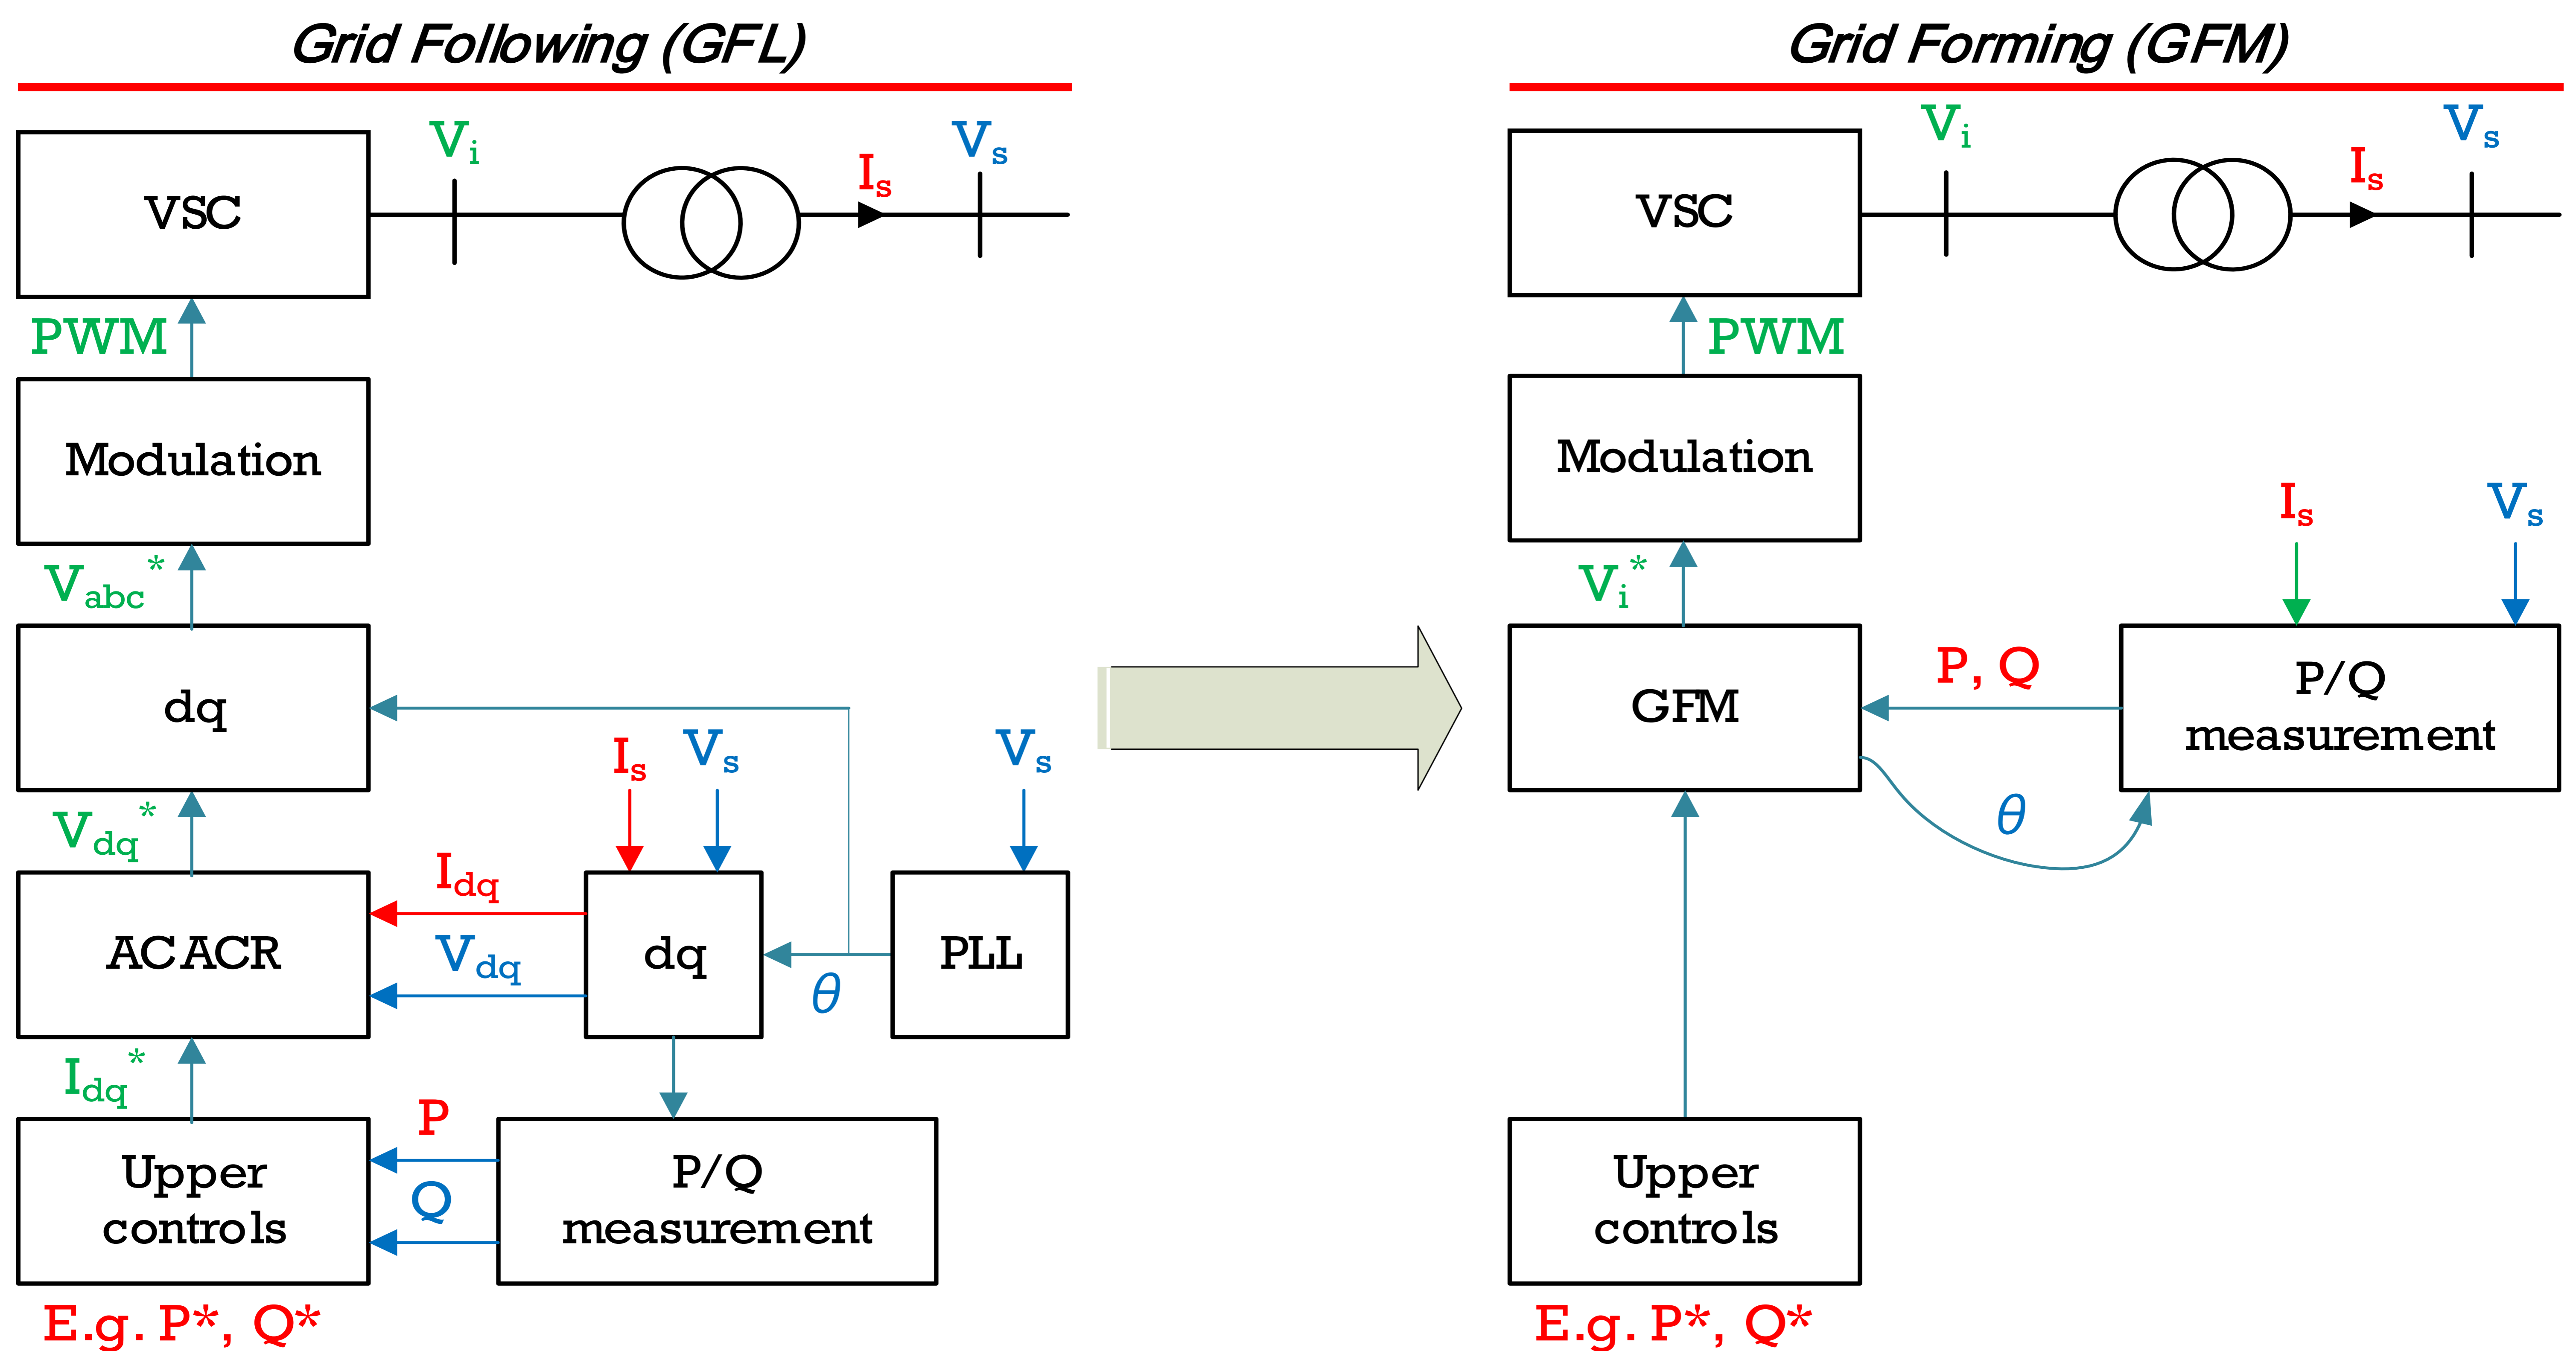 Grid Following (GFL)
VSC
Vi
Is
Vs
PWM
Modulation
Vabc*
dq
Vdq*
Is
Vs
Vs
ACACR
Idq
Vdq
dq
θ
PLL
Idq*
Upper
controls
P
Q
P/Q
measurement
E.g. P*, Q*
Grid Forming (GFM)
VSC
Vi
Is
Vs
PWM
Modulation
Vi*
Is
Vs
GFM
P, Q
P/Q
measurement
θ
Upper
controls
E.g. P*, Q*